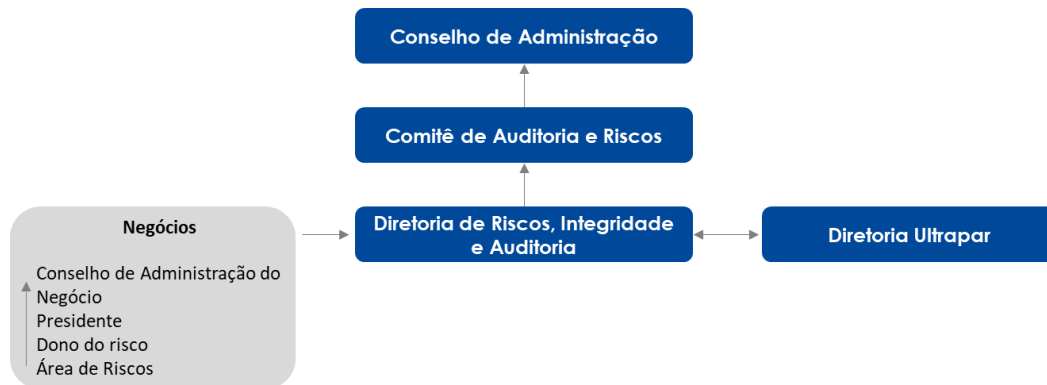 Conselho de Administração
Comitê de Auditoria e Riscos
Diretoria de Riscos, Integridade
e Auditoria
Diretoria Ultrapar
Negócios
Conselho de Administração do
Negócio
Presidente
Dono do risco
Área de Riscos